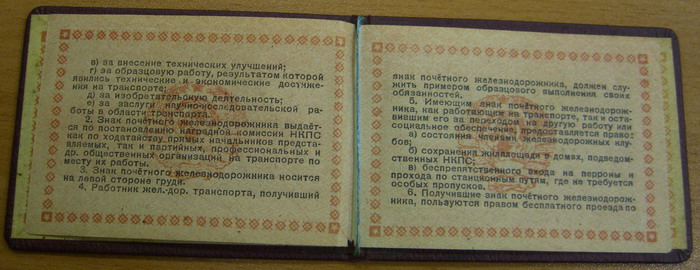 в) за внесение технических улучшений;
г) за образцовую работу, результатом которой
явились технические и экономические достиже-
ния на транспорте;
д) за изобретательскую деятельность;
е) за заслуги научно-исследовательской ра-
боты в области транспорта.
2. Знак почётного железнодорожника выдаёт-
ся по постановлению наградной комиссии НКПС
по ходатайству прямых начальников предста-
вляемых, так и партийных, профессиональных и
др. общественных организаций на транспорте по
месту их работы.
3. Знак почётного железнодорожника носится
на левой стороне груди.
4. Работник жел.-дор. транспорта, получивший
знак почётного железнодорожника, должен слу-
жить примером образцового выполнения своих
обязанностей.
5. Имеющим знак почётного железнодорож-
ника, как работающим на транспорте, так и оста-
вившим его за переходом на другую работу или
социальное обеспечение, предоставляется право:
а) состояния членами железнодорожных клу-
бов;
б) сохранения жилплощади в домах, подведом-
ственных НКПС;
в) беспрепятственного входа на перроны и
прохода по станционным путям, где не требуется
особых пропусков.
6. Получившие знак почётного железнодорож-
ника, пользуются правом бесплатного проезда по